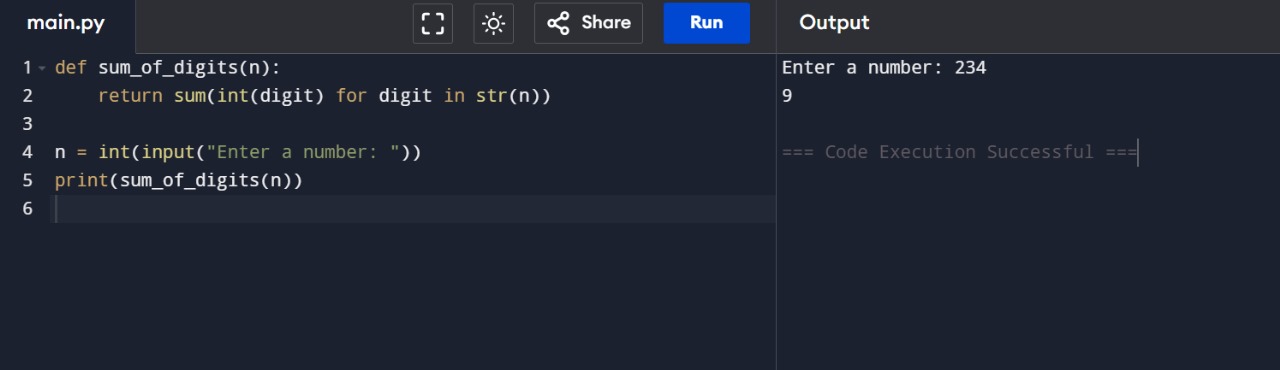 main.py Share Run Output
1 def sum_of_digits(n):
2     return sum(int(digit) for digit in str(n))
3
4 n = int(input("Enter a number: "))
5 print(sum_of_digits(n))
6
Enter a number: 234
9
=== Code Execution Successful ===